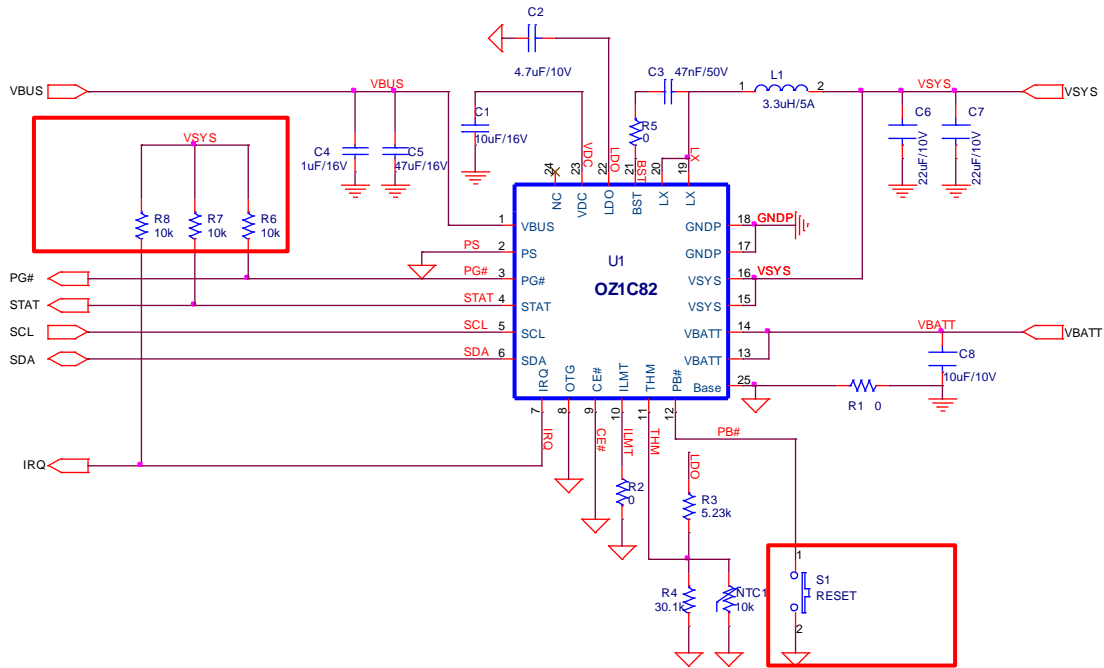 C2
4.7uF/10V
C3
47nF/50V
L1
1
2
3.3uH/5A
VBUS
VBUS
VSYS
VSYS
C1
10uF/16V
R5
0
C6
22uF/10V
C7
22uF/10V
VSYS
C4
1uF/16V
C5
47uF/16V
R8
10k
R7
10k
R6
10k
VDC
LDO
BST
LX
24
23
22
21
20
19
NC
VDC
LDO
BST
LX
LX
1
VBUS
GNDP
18
GNDP
PS
2
PS
GNDP
17
U1
OZ1C82
PG#
PG#
3
PG#
VSYS
16
VSYS
STAT
STAT
4
STAT
VSYS
15
SCL
SCL
5
SCL
VBATT
14
VBATT
VBATT
SDA
SDA
6
SDA
VBATT
13
C8
10uF/10V
Base
25
R1
0
IRQ
OTG
CE#
ILMT
THM
PB#
7
8
9
10
11
12
IRQ
CE#
ILMT
THM
PB#
IRQ
LDO
R2
0
R3
5.23k
R4
30.1k
NTC1
10k
1
S1
RESET
2